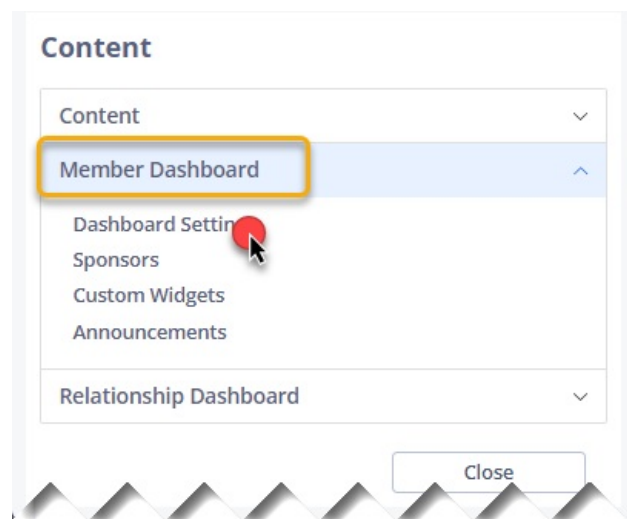 Content
Content
Member Dashboard
Dashboard Settin
Sponsors
Custom Widgets
Announcements
Relationship Dashboard
Close